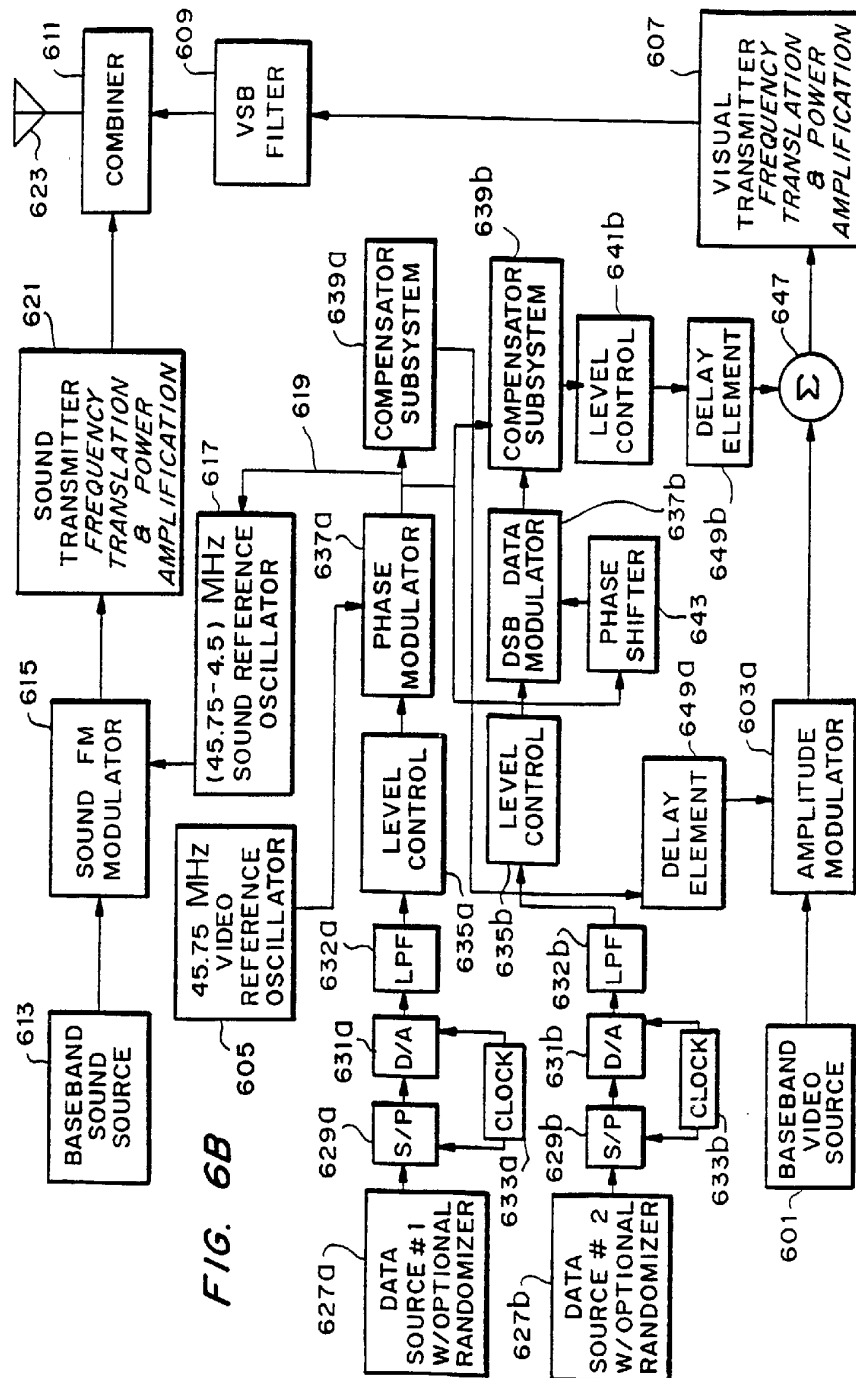 623
COMBINER
611
VSB
FILTER
609
VISUAL
TRANSMITTER
FREQUENCY
TRANSLATION
& POWER
AMPLIFICATION
607
SOUND
TRANSMITTER
FREQUENCY
TRANSLATION
& POWER
AMPLIFICATION
621
COMPENSATOR
SUBSYSTEM
639a
COMPENSATOR
SUBSYSTEM
639b
LEVEL
CONTROL
641b
DELAY
ELEMENT
649b
Σ
647
619
SOUND FM
MODULATOR
615
(45.75-4.5) MHz
SOUND REFERENCE
OSCILLATOR
617
PHASE
MODULATOR
637a
DSB DATA
MODULATOR
637b
PHASE
SHIFTER
643
45.75 MHz
VIDEO
REFERENCE
OSCILLATOR
605
LEVEL
CONTROL
635a
LEVEL
CONTROL
635b
DELAY
ELEMENT
649a
AMPLITUDE
MODULATOR
603a
BASEBAND
SOUND
SOURCE
613
632a
LPF
631a
D/A
629a
S/P
CLOCK
633a
632b
LPF
631b
D/A
629b
S/P
CLOCK
633b
FIG. 6B
627a
DATA
SOURCE #1
W/OPTIONAL
RANDOMIZER
627b
DATA
SOURCE # 2
W/OPTIONAL
RANDOMIZER
BASEBAND
VIDEO
SOURCE
601